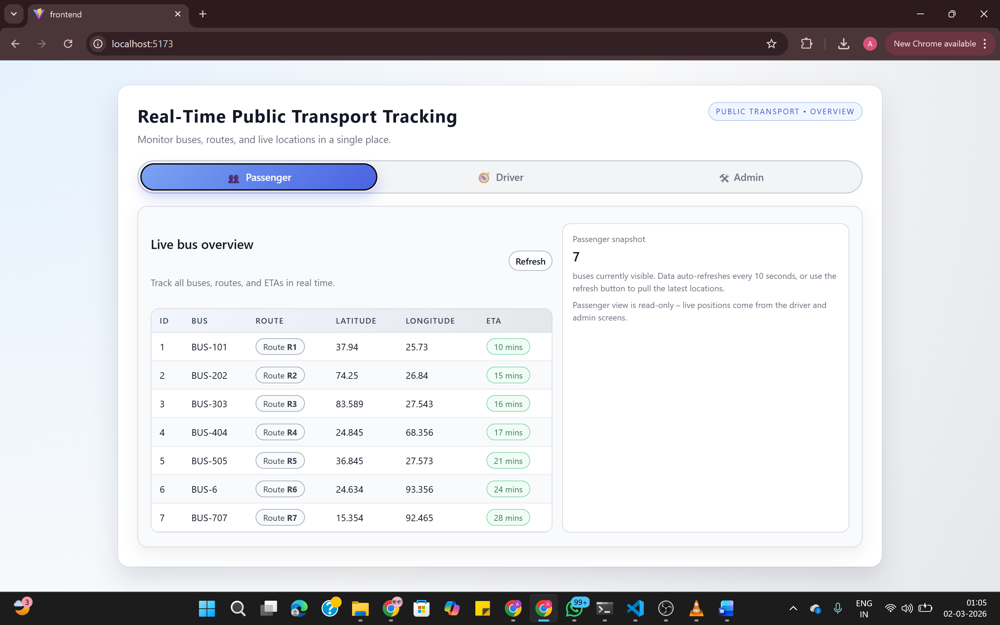 frontend
localhost:5173
A
New Chrome available
Real-Time Public Transport Tracking
PUBLIC TRANSPORT • OVERVIEW
Monitor buses, routes, and live locations in a single place.
Passenger
Driver
Admin
Live bus overview
Refresh
Track all buses, routes, and ETAs in real time.
ID BUS ROUTE LATITUDE LONGITUDE ETA
1 BUS-101 Route R1 37.94 25.73 10 mins
2 BUS-202 Route R2 74.25 26.84 15 mins
3 BUS-303 Route R3 83.589 27.543 16 mins
4 BUS-404 Route R4 24.845 68.356 17 mins
5 BUS-505 Route R5 36.845 27.573 21 mins
6 BUS-6 Route R6 24.634 93.356 24 mins
7 BUS-707 Route R7 15.354 92.465 28 mins
Passenger snapshot
7
buses currently visible. Data auto-refreshes every 10 seconds, or use the
refresh button to pull the latest locations.
Passenger view is read-only – live positions come from the driver and
admin screens.
3
A
A
99+
W
ENG
IN
01:05
02-03-2026